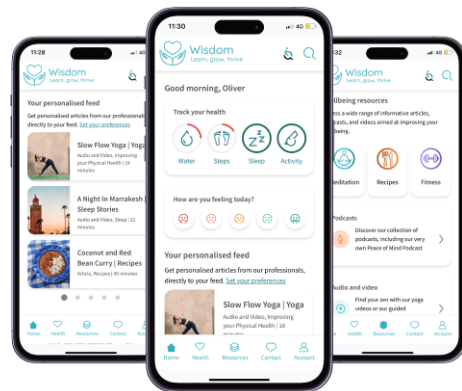 11:28
4G
Wisdom
Learn, grow, thrive
Your personalised feed
Get personalised articles from our professionals,
directly to your feed. Set your preferences
Slow Flow Yoga | Yoga
Audio and Video, Improving
your Physical Health | 18
minutes
A Night In Marrakesh |
Sleep Stories
Audio and Video, Sleep | 22
minutes
Coconut and Red
Bean Curry | Recipes
Article, Recipes | 40 minutes
Home
Health
Resources
Contact
Account
11:30
4G
Wisdom
Learn, grow, thrive
Good morning, Oliver
Track your health
Water
Steps
Sleep
Activity
How are you feeling today?
Your personalised feed
Get personalised articles from our professionals,
directly to your feed. Set your preferences
Slow Flow Yoga | Yoga
Audio and Video, Improving
your Physical Health | 18
Home
Health
Resources
Contact
Account
:32
4G
Wisdom
Learn, grow, thrive
lbeing resources
ess a wide range of informative articles,
casts, and videos aimed at improving your
being.
editation
Recipes
Fitness
Podcasts
Discover our collection of
podcasts, including our very
own Peace of Mind Podcast
Audio and video
Find your zen with our yoga
videos or our guided
Home
Health
Resources
Contact
Account